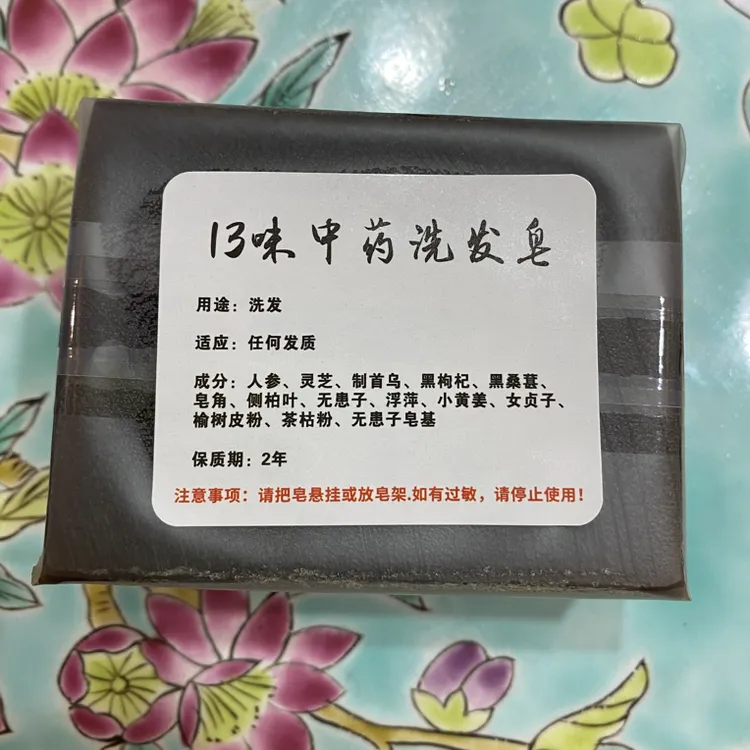 13味中药洗发皂
用途：洗发
适应：任何发质
成分：人参、灵芝、制首乌、黑枸杞、黑桑葚、
皂角、侧柏叶、无患子、浮萍、小黄姜、女贞子、
榆树皮粉、茶枯粉、无患子皂基
保质期：2年
注意事项：请把皂悬挂或放皂架.如有过敏，请停止使用！